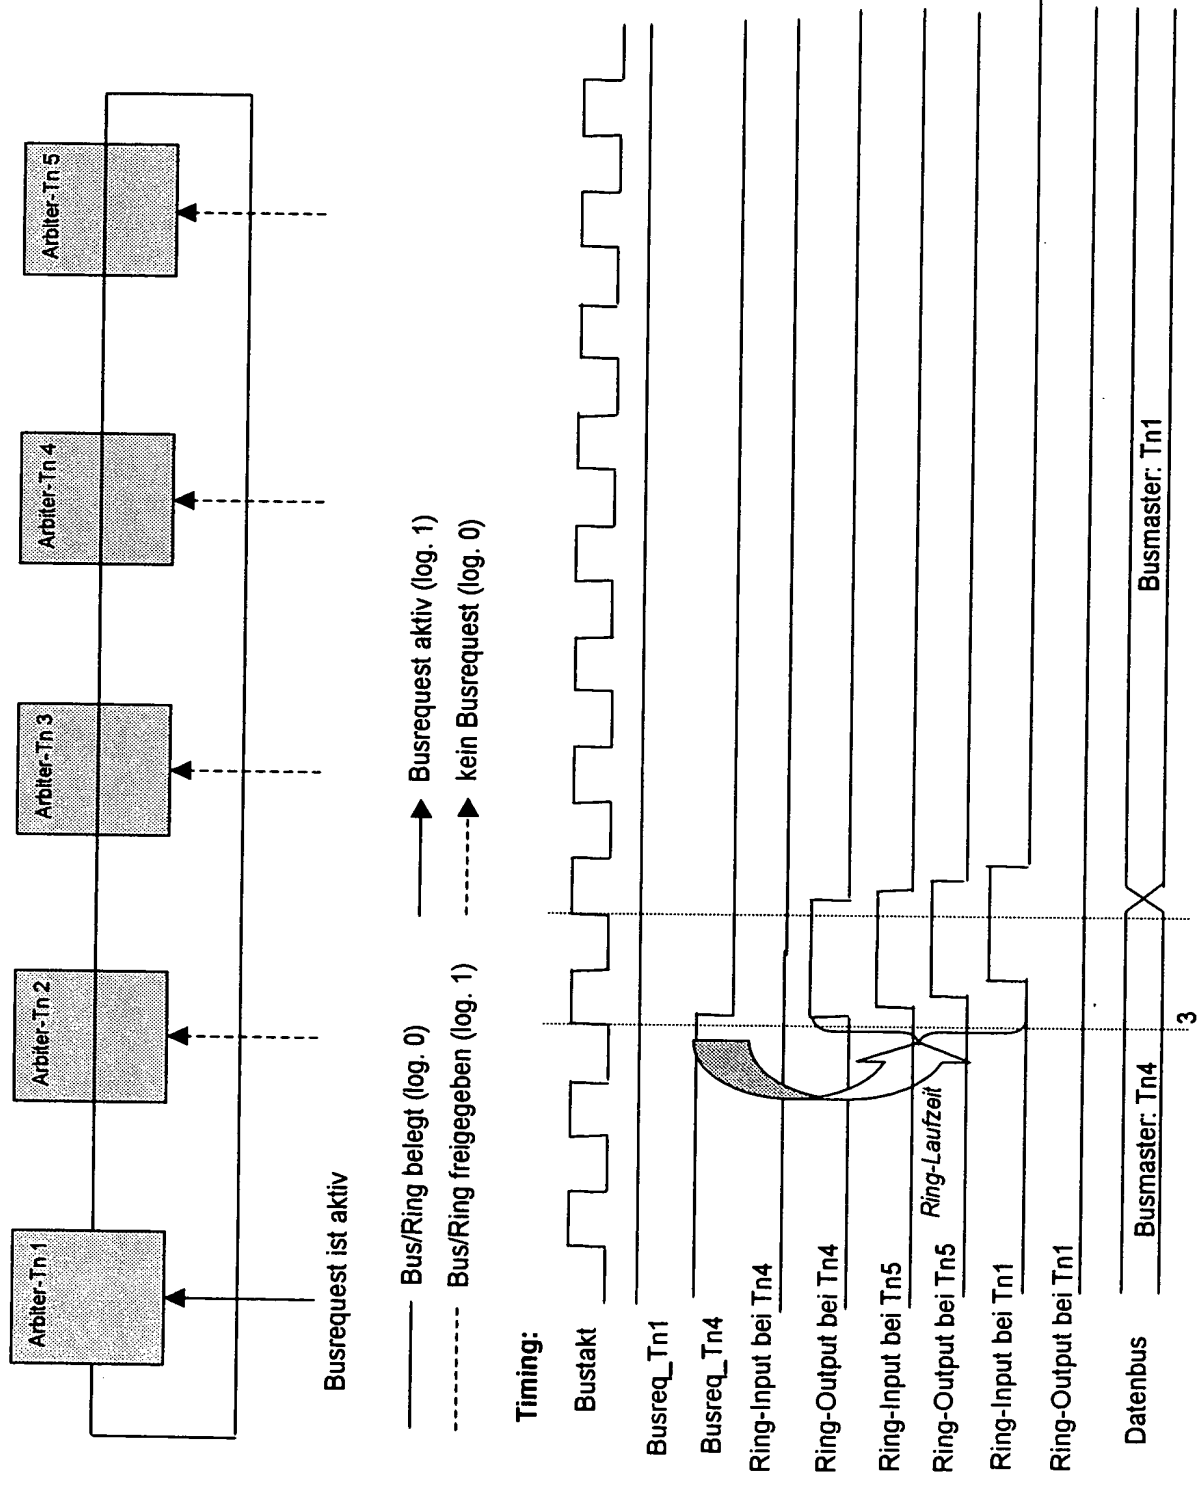 Arbiter-Tn 1
Arbiter-Tn 2
Arbiter-Tn 3
Arbiter-Tn 4
Arbiter-Tn 5
Busrequest ist aktiv
Bus/Ring belegt (log. 0)
Busrequest aktiv (log. 1)
Bus/Ring freigegeben (log. 1)
kein Busrequest (log. 0)
Timing:
Bustakt
Busreq_Tn1
Busreq_Tn4
Ring-Input bei Tn4
Ring-Output bei Tn4
Ring-Input bei Tn5
Ring-Laufzeit
Ring-Output bei Tn5
Ring-Input bei Tn1
Ring-Output bei Tn1
Datenbus
Busmaster: Tn4
Busmaster: Tn1
3